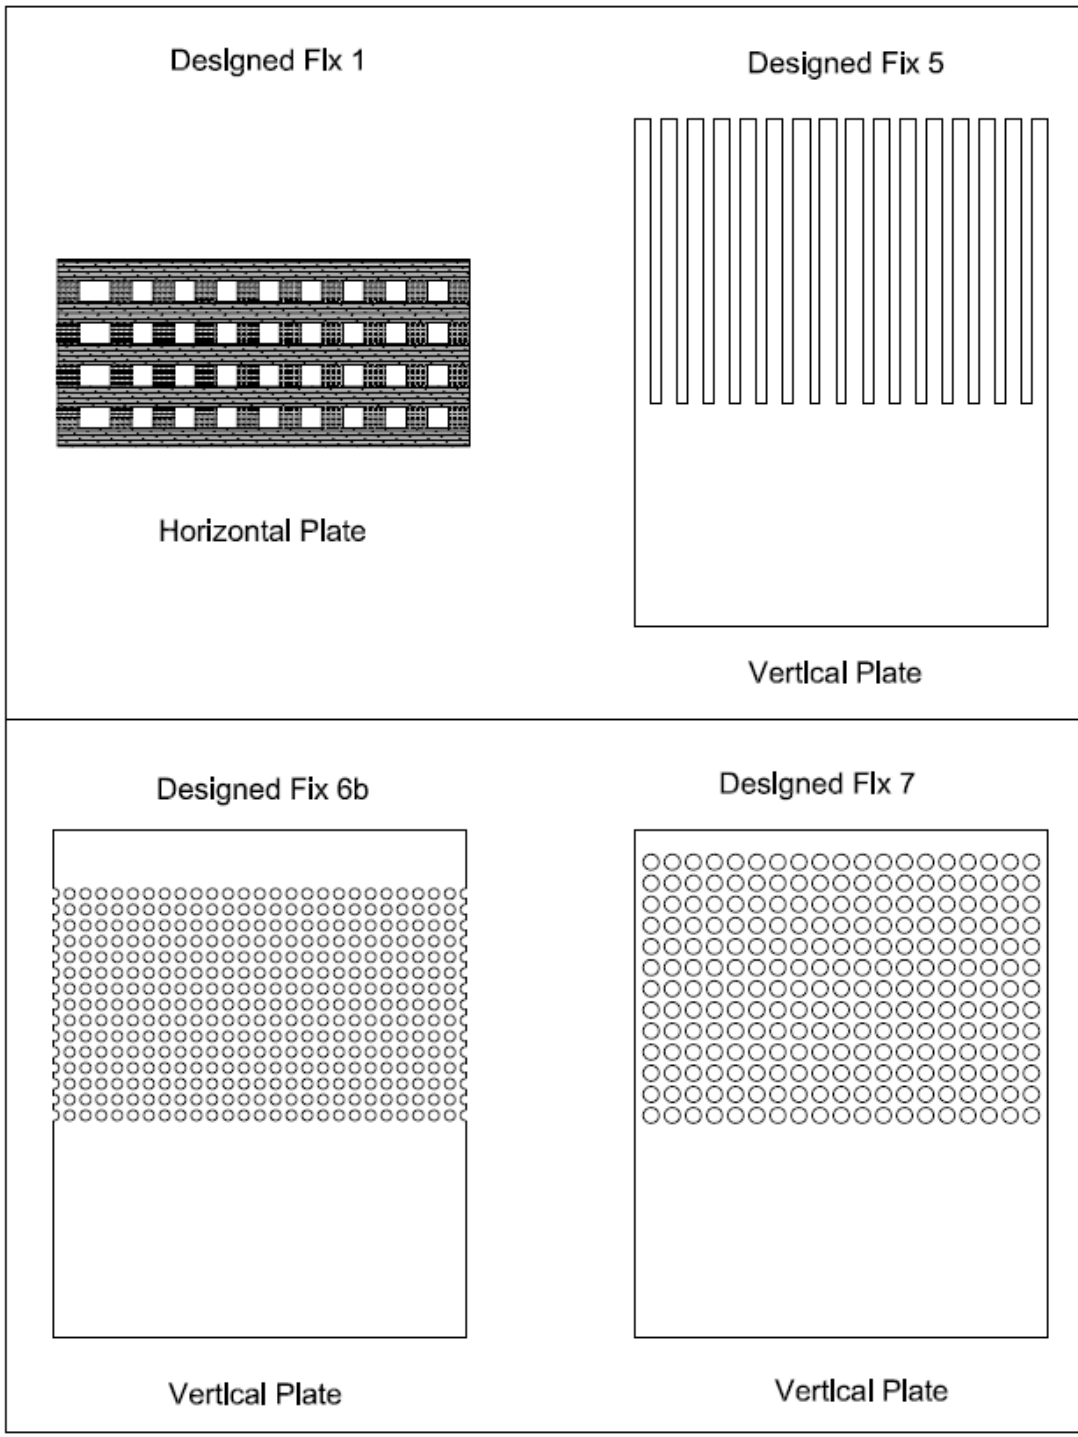 Designed Fix 1
Designed Fix 5
Horizontal Plate
Vertical Plate
Designed Fix 6b
Designed Fix 7
Vertical Plate
Vertical Plate